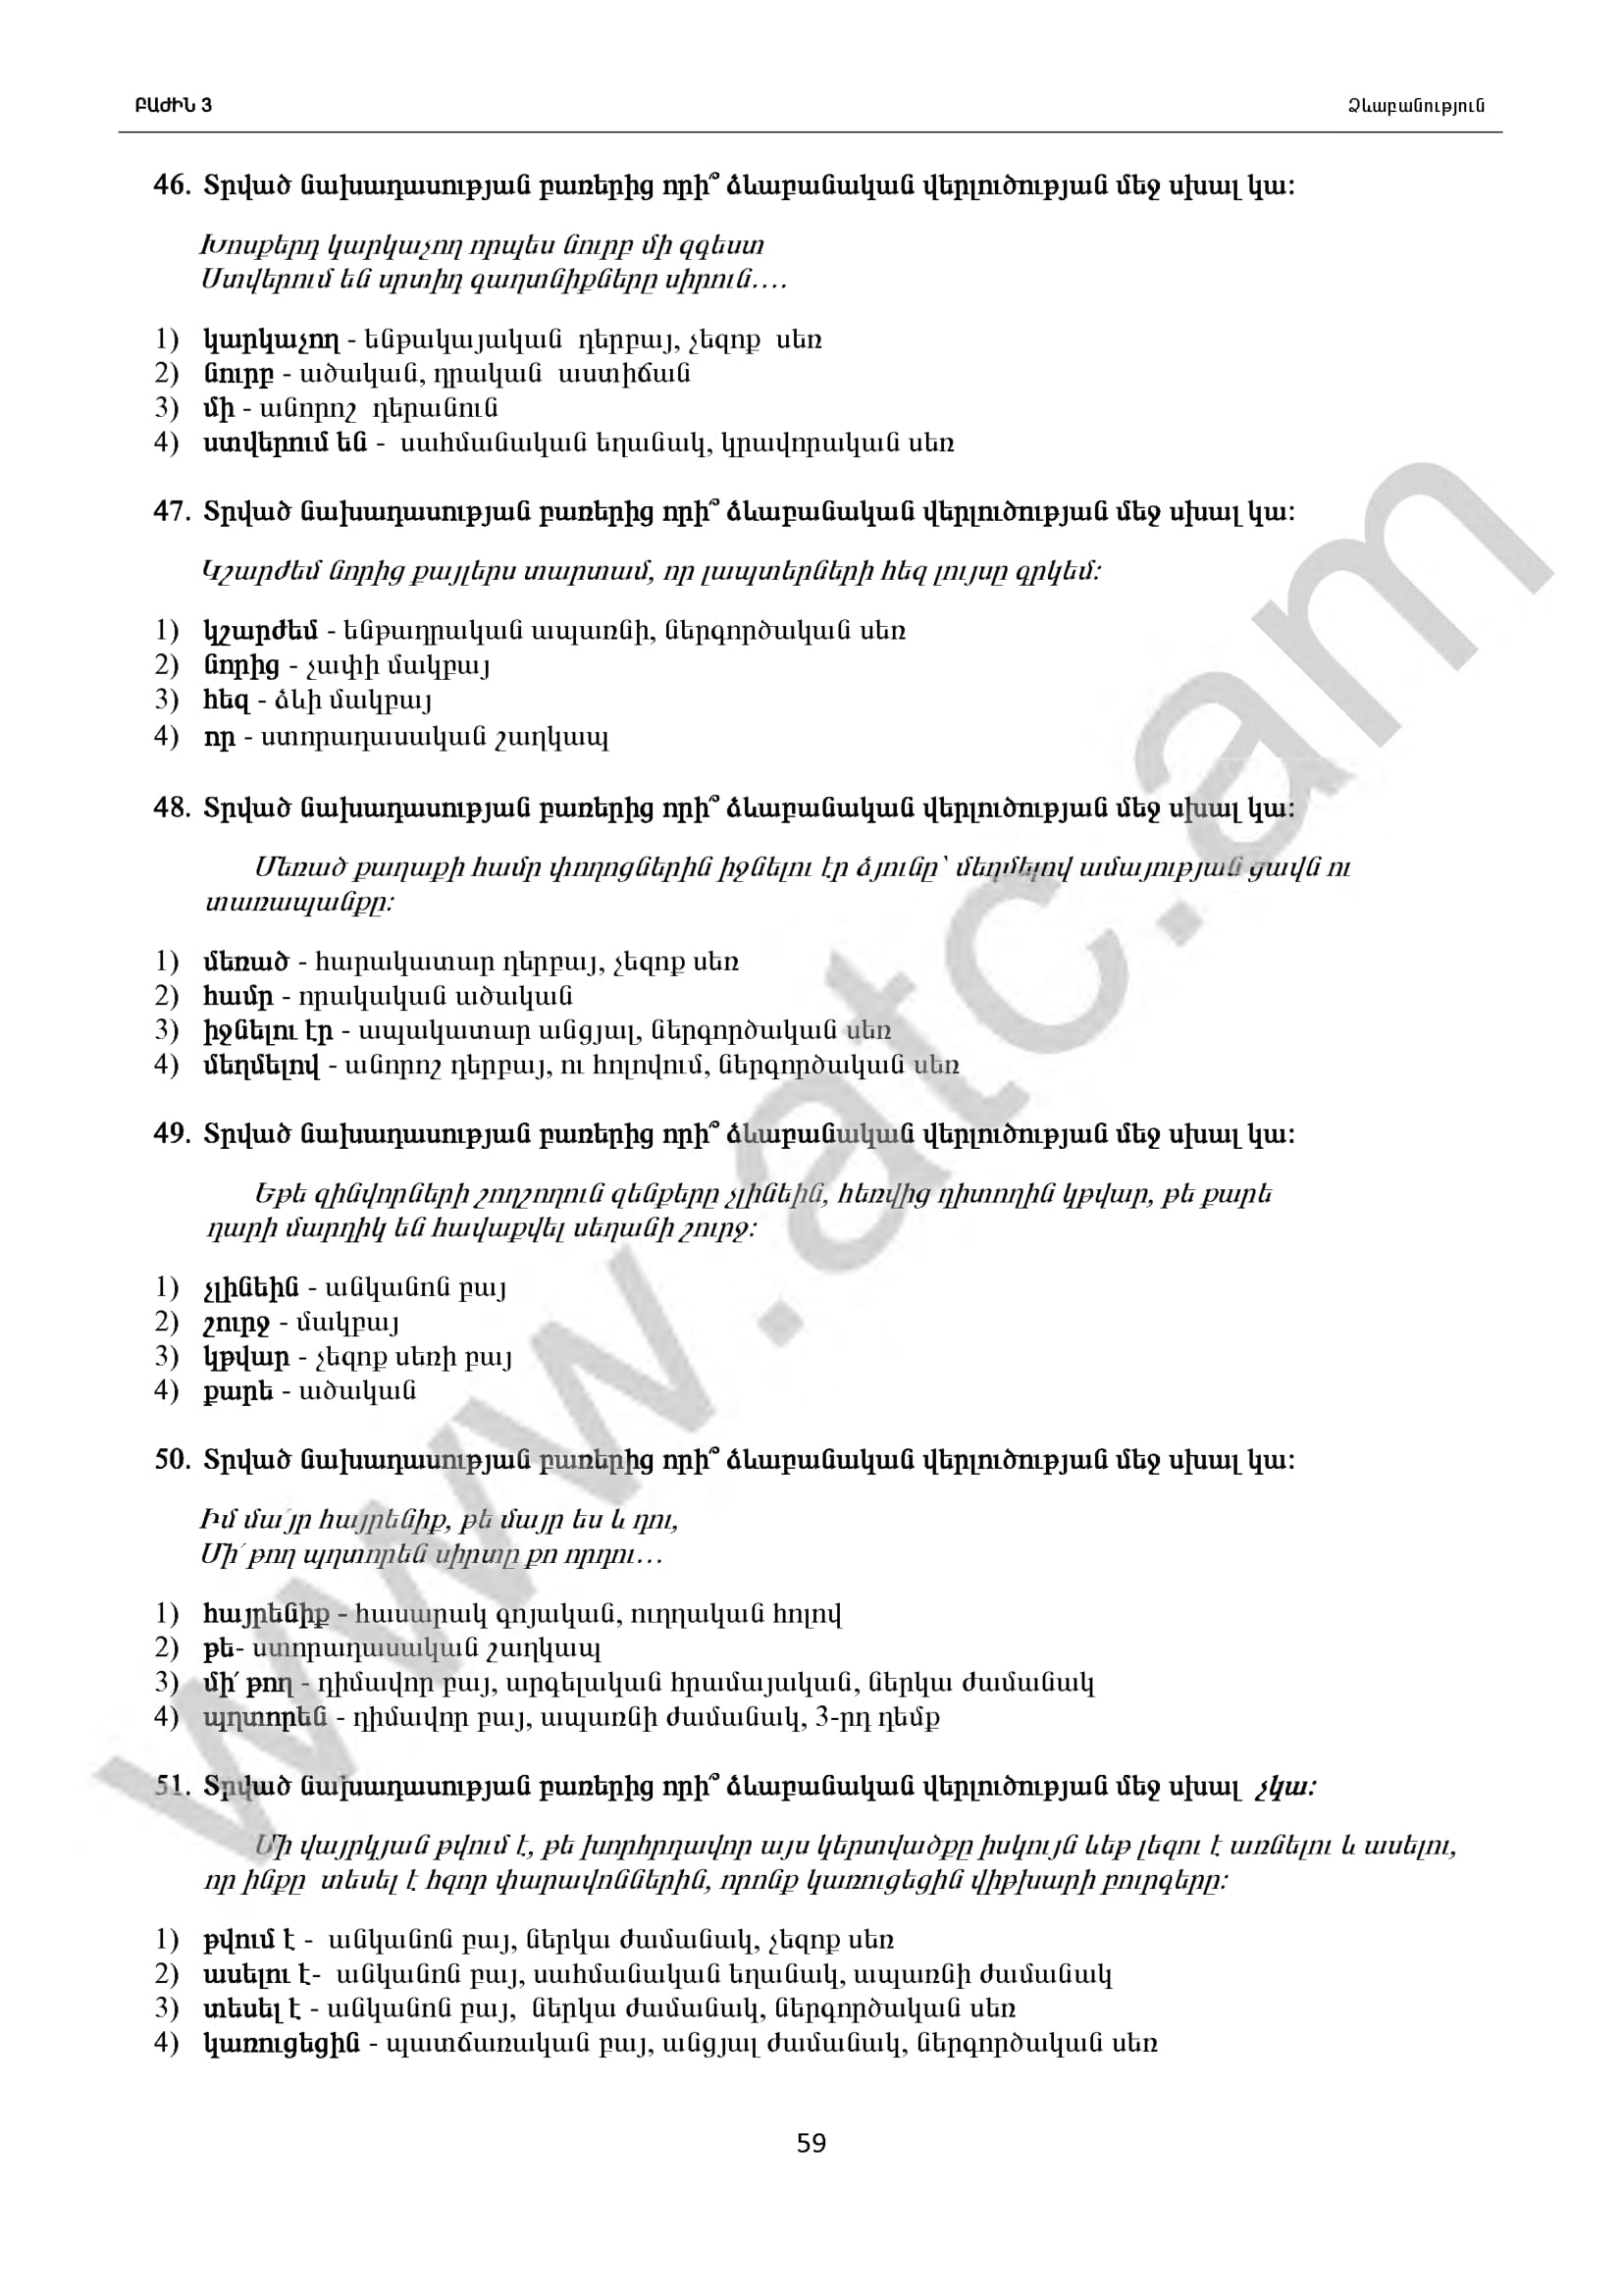 ԲԱԺԻՆ 3
Ձևաբանություն
46. Տրված նախադասության բառերից որի՞ ձևաբանական վերլուծության մեջ սխալ կա:
Խոսքերդ կարկաչող որպես նուրբ մի զգեստ
Ստվերում են սրտիդ գաղտնիքները սիրուն....
1) կարկաչող - ենթակայական դերբայ, չեզոք սեռ
2) նուրբ - ածական, դրական աստիճան
3) մի - անորոշ դերանուն
4) ստվերում են - սահմանական եղանակ, կրավորական սեռ
47. Տրված նախադասության բառերից որի՞ ձևաբանական վերլուծության մեջ սխալ կա:
Կշարժեմ նորից քայլերս տարտամ, որ լապտերների հեզ լույսը գրկեմ:
1) կշարժեմ - ենթադրական ապառնի, ներգործական սեռ
2) նորից - չափի մակբայ
3) հեզ - ձևի մակբայ
4) որ - ստորադասական շաղկապ
48. Տրված նախադասության բառերից որի՞ ձևաբանական վերլուծության մեջ սխալ կա:
Մեռած քաղաքի համր փողոցներին իջնելու էր ձյունը՝ մեղմելով ամայության ցավն ու
տառապանքը:
1) մեռած - հարակատար դերբայ, չեզոք սեռ
2) համր - որակական ածական
3) իջնելու էր - ապակատար անցյալ, ներգործական սեռ
4) մեղմելով - անորոշ դերբայ, ու հոլովում, ներգործական սեռ
49. Տրված նախադասության բառերից որի՞ ձևաբանական վերլուծության մեջ սխալ կա:
Եթե զինվորների շողշողուն զենքերը չլինեին, հեռվից դիտողին կթվար, թե քարե
դարի մարդիկ են հավաքվել սեղանի շուրջ:
1) չլինեին - անկանոն բայ
2) շուրջ - մակբայ
3) կթվար - չեզոք սեռի բայ
4) քարե - ածական
50. Տրված նախադասության բառերից որի՞ ձևաբանական վերլուծության մեջ սխալ կա:
Իմ մա՛յր հայրենիք, թե մայր ես և դու,
Մի՛ թող պղտորեն սիրտը քո որդու...
1) հայրենիք - հասարակ գոյական, ուղղական հոլով
2) թե- ստորադասական շաղկապ
3) մի՛ թող - դիմավոր բայ, արգելական հրամայական, ներկա ժամանակ
4) պղտորեն - դիմավոր բայ, ապառնի ժամանակ, 3-րդ դեմք
51. Տրված նախադասության բառերից որի՞ ձևաբանական վերլուծության մեջ սխալ չկա:
Մի վայրկյան թվում է, թե խորհրդավոր այս կերտվածքը իսկույն ևեթ լեզու է առնելու և ասելու,
որ ինքը տեսել է հզոր փարավոններին, որոնք կառուցեցին վիթխարի բուրգերը:
1) թվում է - անկանոն բայ, ներկա ժամանակ, չեզոք սեռ
2) ասելու է- անկանոն բայ, սահմանական եղանակ, ապառնի ժամանակ
3) տեսել է - անկանոն բայ, ներկա ժամանակ, ներգործական սեռ
4) կառուցեցին - պատճառական բայ, անցյալ ժամանակ, ներգործական սեռ
59
www.atc.am